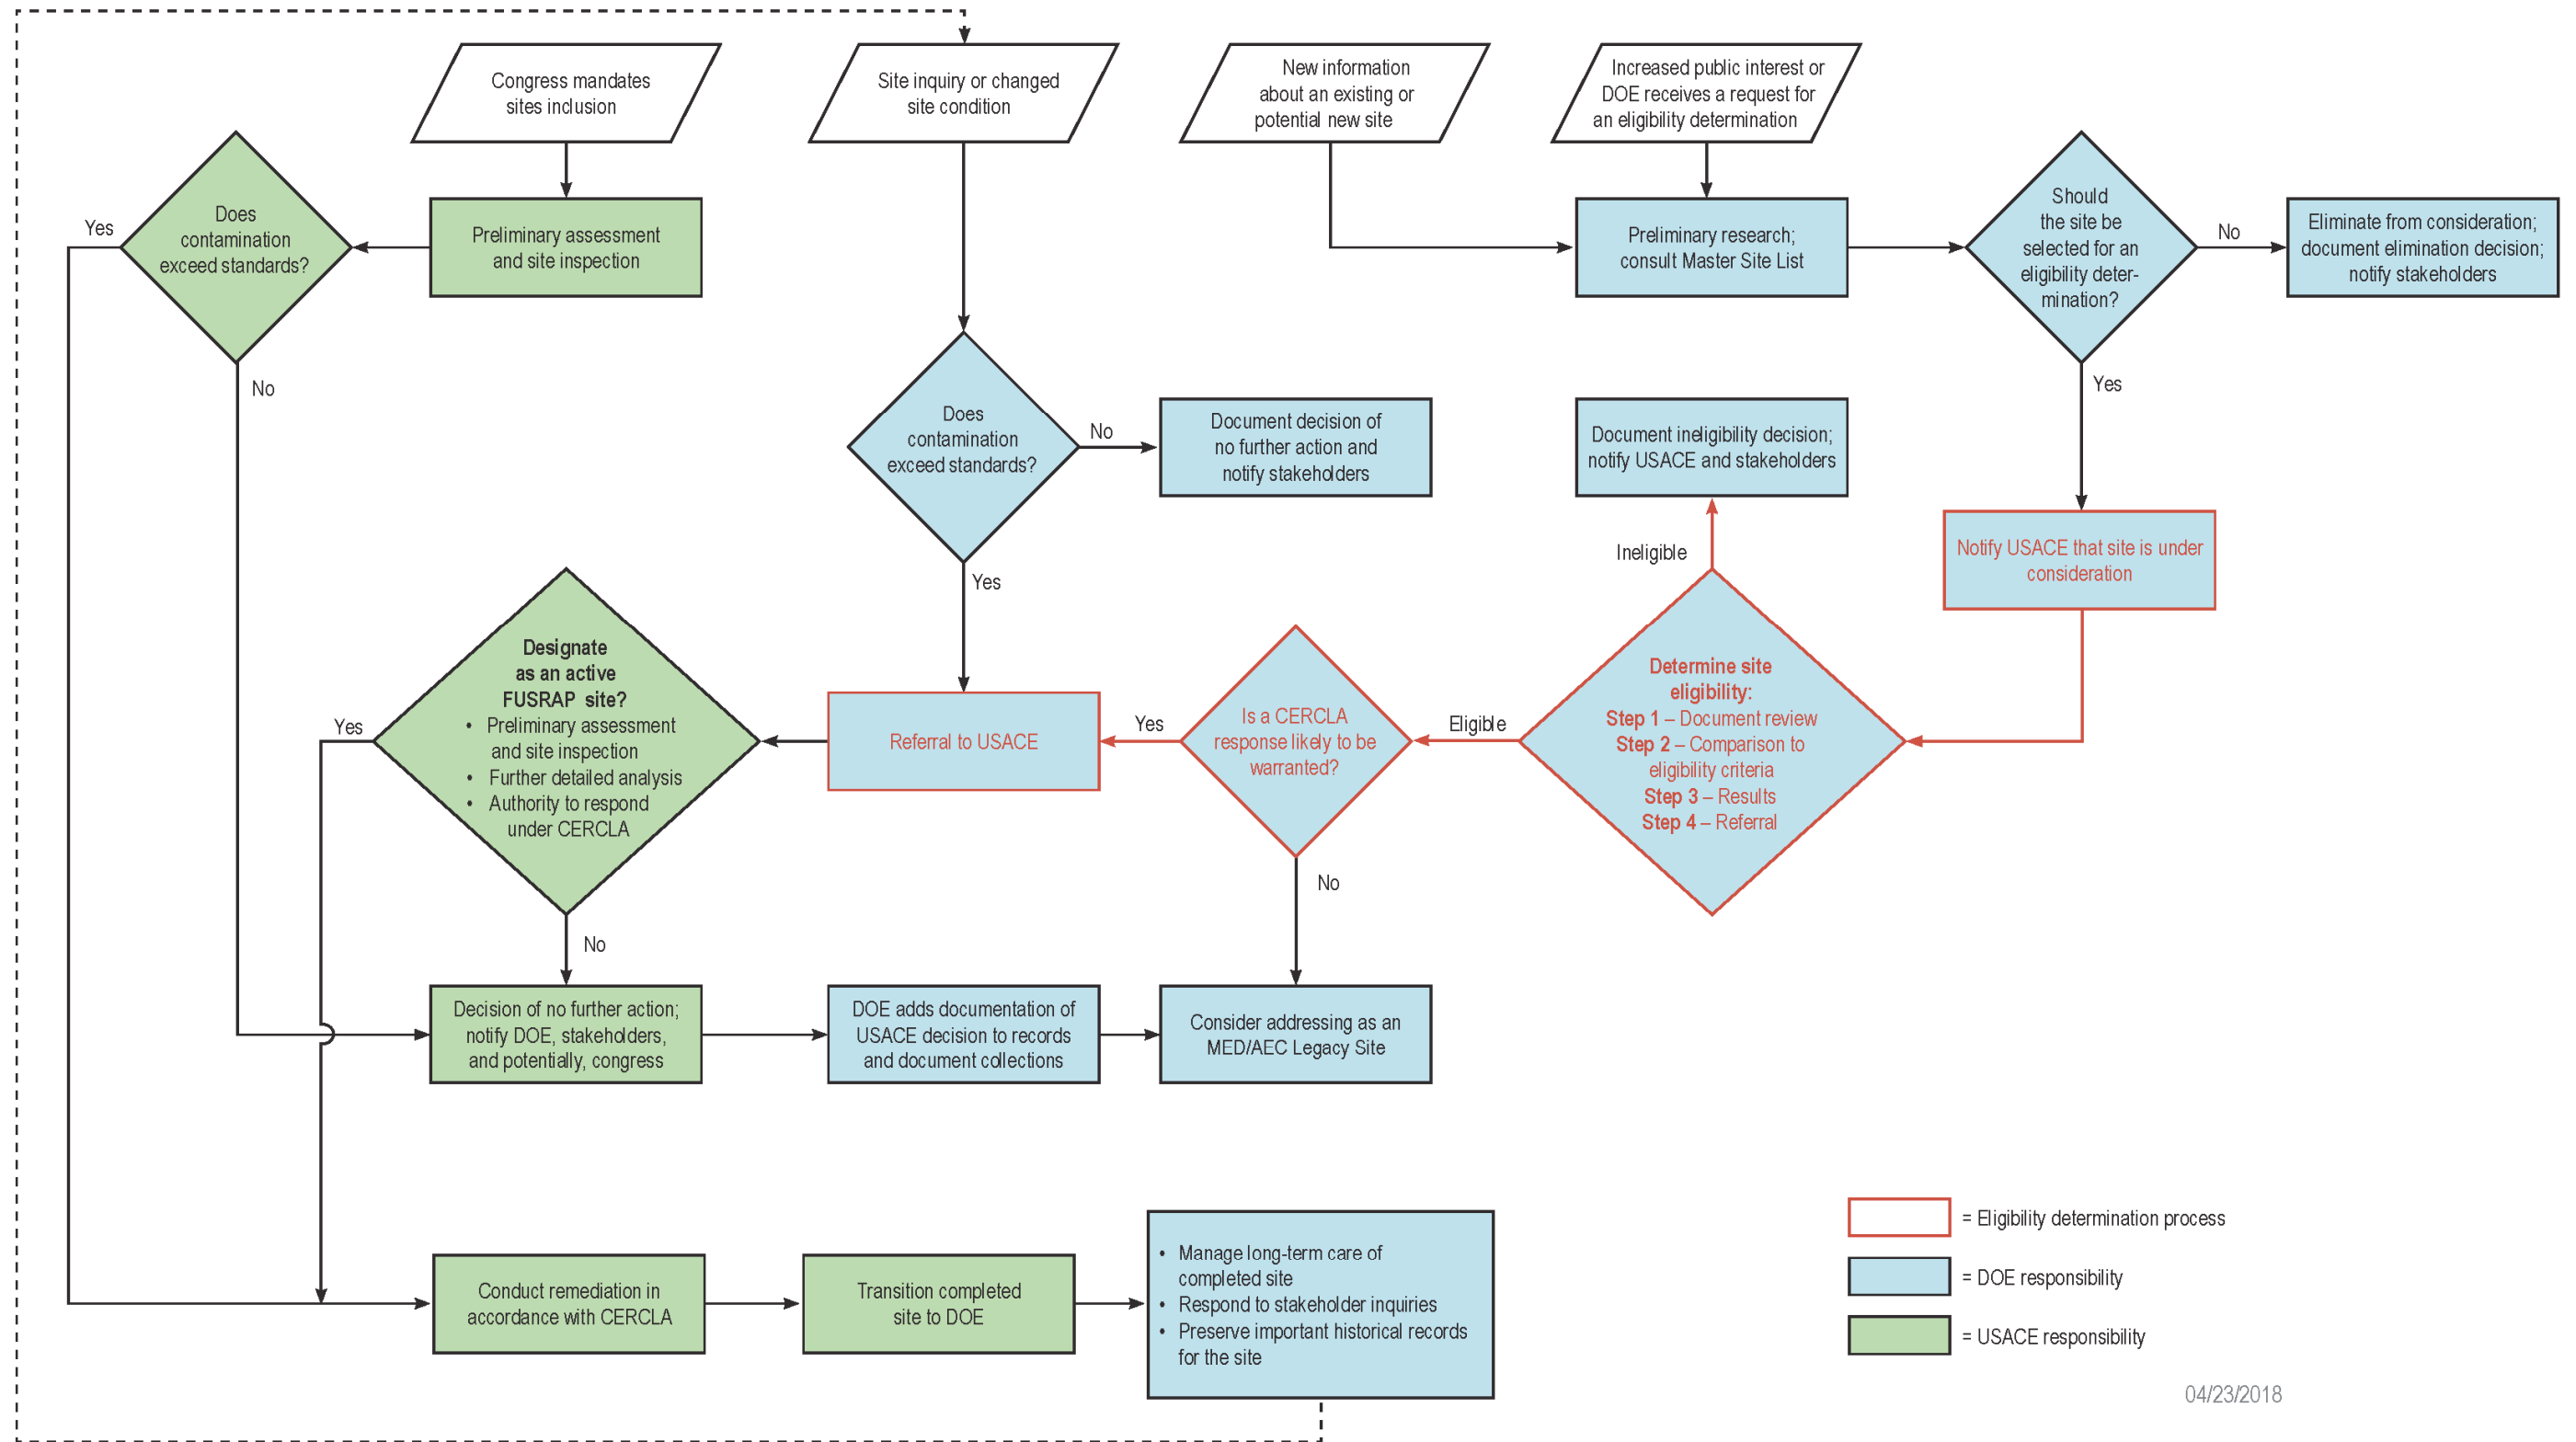 Congress mandates
sites inclusion
Site inquiry or changed
site condition
New information
about an existing or
potential new site
Increased public interest or
DOE receives a request for
an eligibility determination
Does
contamination
exceed standards?
Yes
No
Preliminary assessment
and site inspection
Preliminary research;
consult Master Site List
Should
the site be
selected for an
eligibility deter-
mination?
No
Yes
Eliminate from consideration;
document elimination decision;
notify stakeholders
Does
contamination
exceed standards?
No
Yes
Document decision of
no further action and
notify stakeholders
Document ineligibility decision;
notify USACE and stakeholders
Ineligible
Notify USACE that site is under
consideration
Designate
as an active
FUSRAP site?
• Preliminary assessment
and site inspection
• Further detailed analysis
• Authority to respond
under CERCLA
Yes
No
Referral to USACE
Yes
Is a CERCLA
response likely to be
warranted?
No
Eligible
Determine site
eligibility:
Step 1 – Document review
Step 2 – Comparison to
eligibility criteria
Step 3 – Results
Step 4 – Referral
Decision of no further action;
notify DOE, stakeholders,
and potentially, congress
DOE adds documentation of
USACE decision to records
and document collections
Consider addressing as an
MED/AEC Legacy Site
Conduct remediation in
accordance with CERCLA
Transition completed
site to DOE
• Manage long-term care of
completed site
• Respond to stakeholder inquiries
• Preserve important historical records
for the site
= Eligibility determination process
= DOE responsibility
= USACE responsibility
04/23/2018